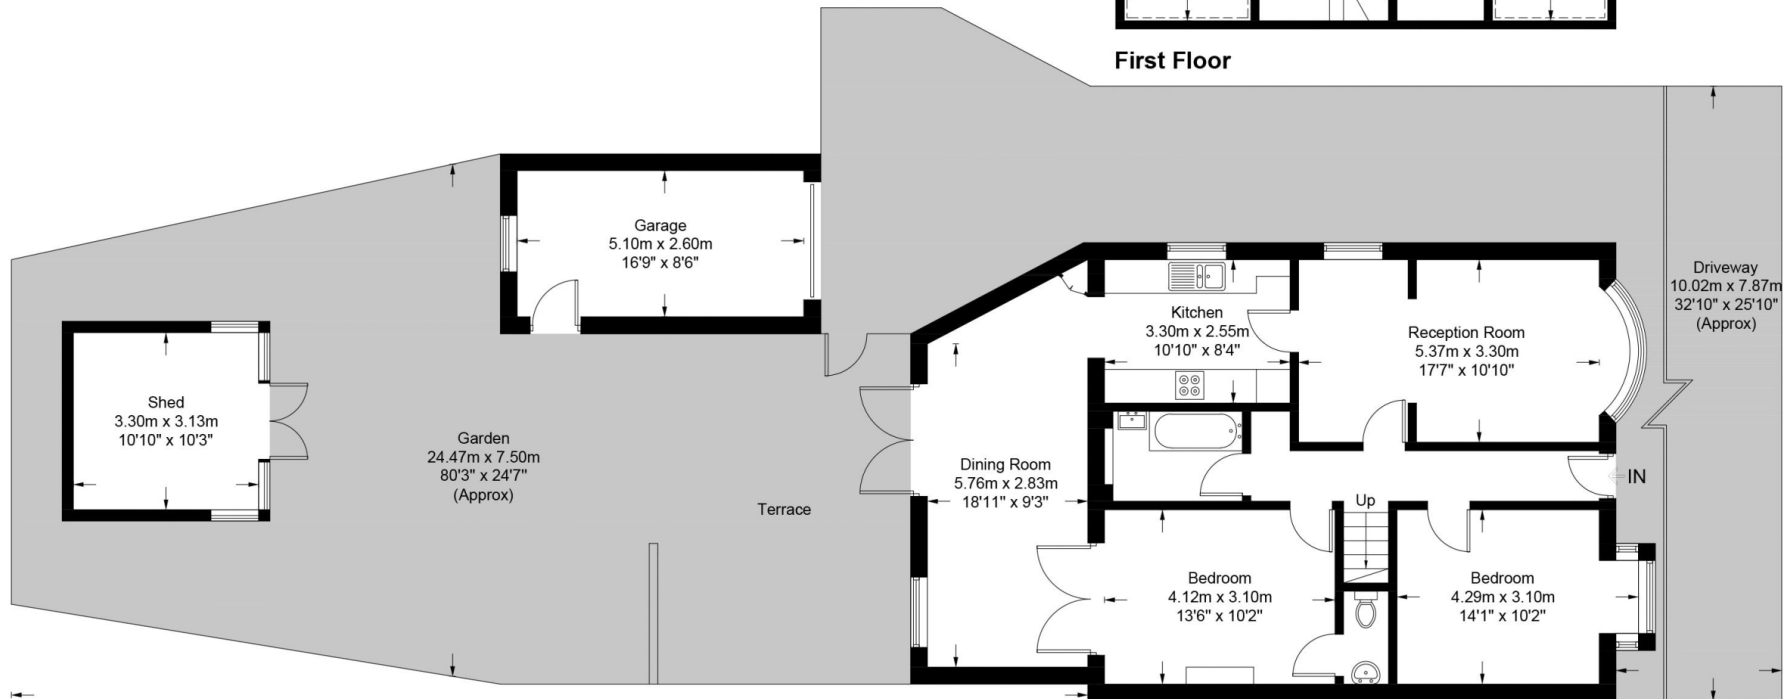 First Floor
Garage
5.10m x 2.60m
16'9" x 8'6"
Driveway
10.02m x 7.87m
32'10" x 25'10"
(Approx)
Kitchen
3.30m x 2.55m
10'10" x 8'4"
Reception Room
5.37m x 3.30m
17'7" x 10'10"
Shed
3.30m x 3.13m
10'10" x 10'3"
Garden
24.47m x 7.50m
80'3" x 24'7"
(Approx)
Dining Room
5.76m x 2.83m
18'11" x 9'3"
Terrace
IN
Up
Bedroom
4.12m x 3.10m
13'6" x 10'2"
Bedroom
4.29m x 3.10m
14'1" x 10'2"